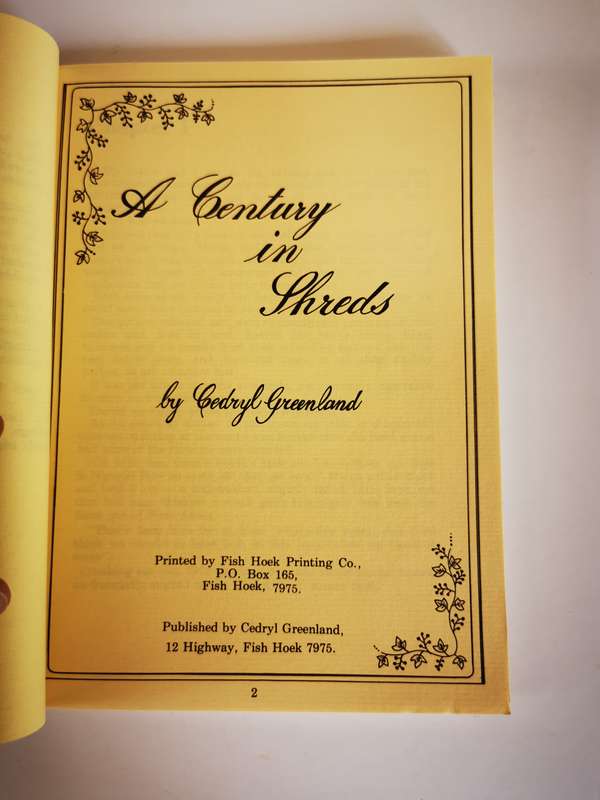 A Century
in
Shreds
by Cedryl Greenland
Printed by Fish Hoek Printing Co.,
P.O. Box 165,
Fish Hoek, 7975.
Published by Cedryl Greenland,
12 Highway, Fish Hoek 7975.
2